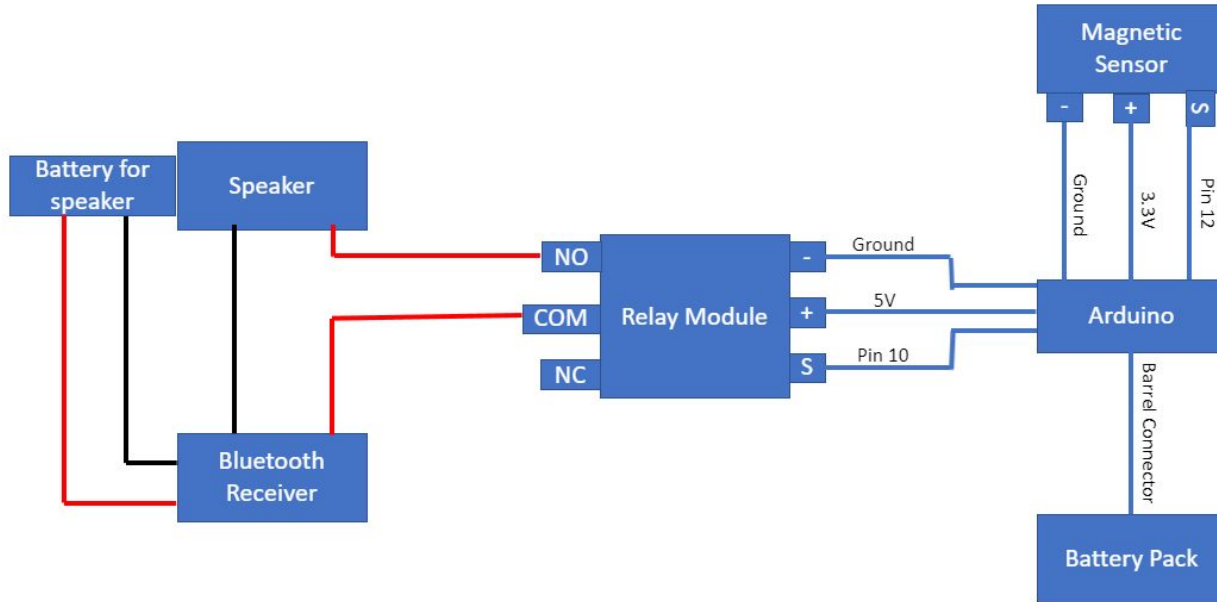 Magnetic
Sensor
-
+
S
Ground
3.3V
Pin 12
Battery for
speaker
Speaker
NO
COM
NC
Relay Module
-
+
S
Ground
5V
Pin 10
Arduino
Barrel Connector
Bluetooth
Receiver
Battery Pack